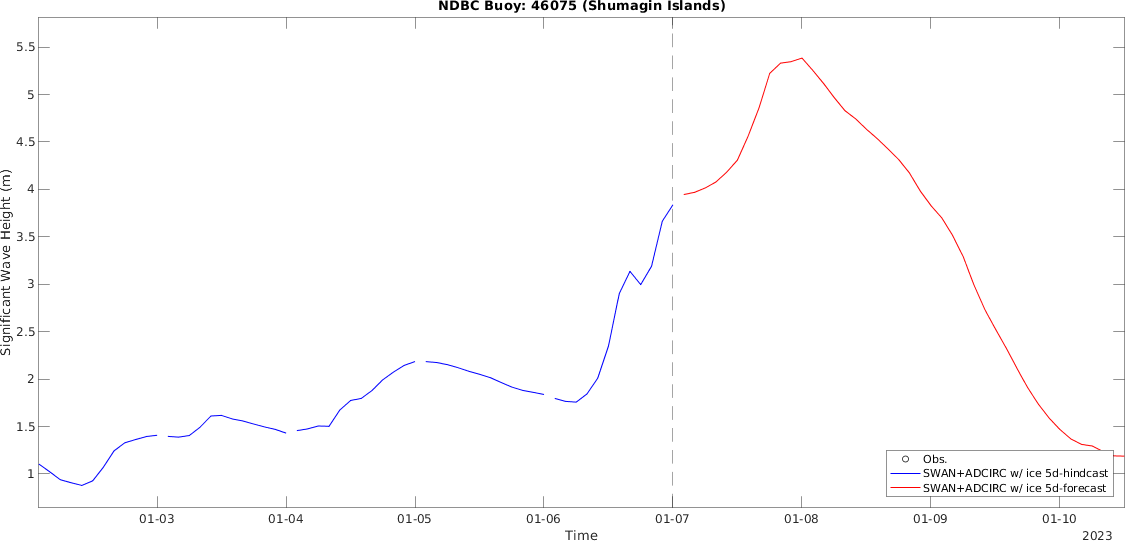 NDBC Buoy: 46075 (Shumagin Islands)
Significant Wave Height (m)
5.5
5
4.5
4
3.5
3
2.5
2
1.5
1
Obs.
SWAN+ADCIRC w/ ice 5d-hindcast
SWAN+ADCIRC w/ ice 5d-forecast
01-03 01-04 01-05 01-06 01-07 01-08 01-09 01-10
Time
2023